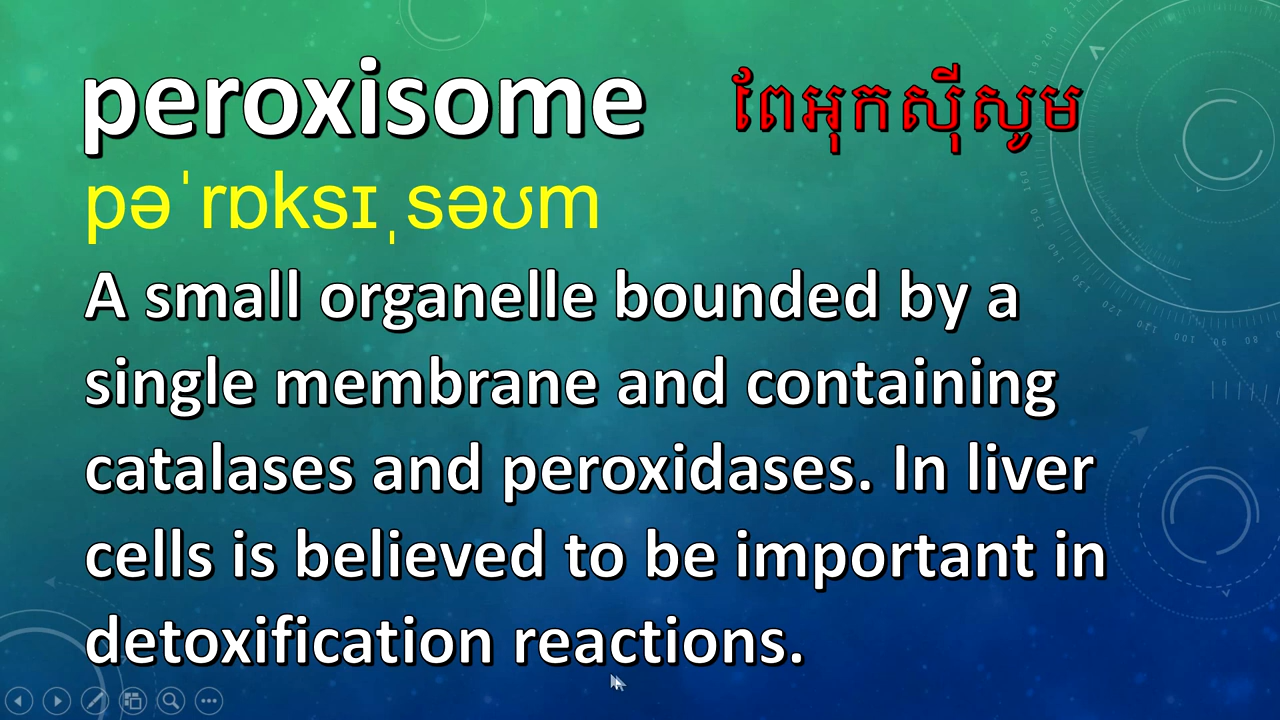 peroxisome ពែអុកស៊ីសូម
pəˈrɒksɪˌsəʊm
A small organelle bounded by a
single membrane and containing
catalases and peroxidases. In liver
cells is believed to be important in
detoxification reactions.